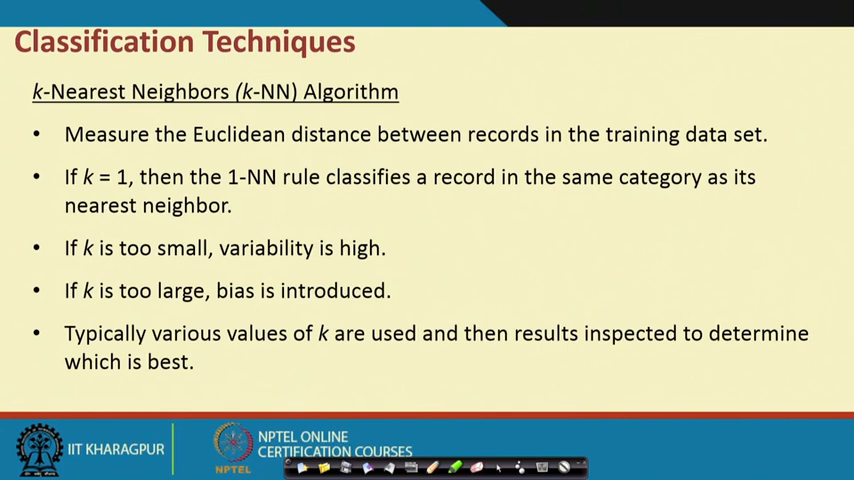 Classification Techniques
k-Nearest Neighbors (k-NN) Algorithm
• Measure the Euclidean distance between records in the training data set.
• If k = 1, then the 1-NN rule classifies a record in the same category as its
nearest neighbor.
• If k is too small, variability is high.
• If k is too large, bias is introduced.
• Typically various values of k are used and then results inspected to determine
which is best.
IIT KHARAGPUR
NPTEL
NPTEL ONLINE
CERTIFICATION COURSES